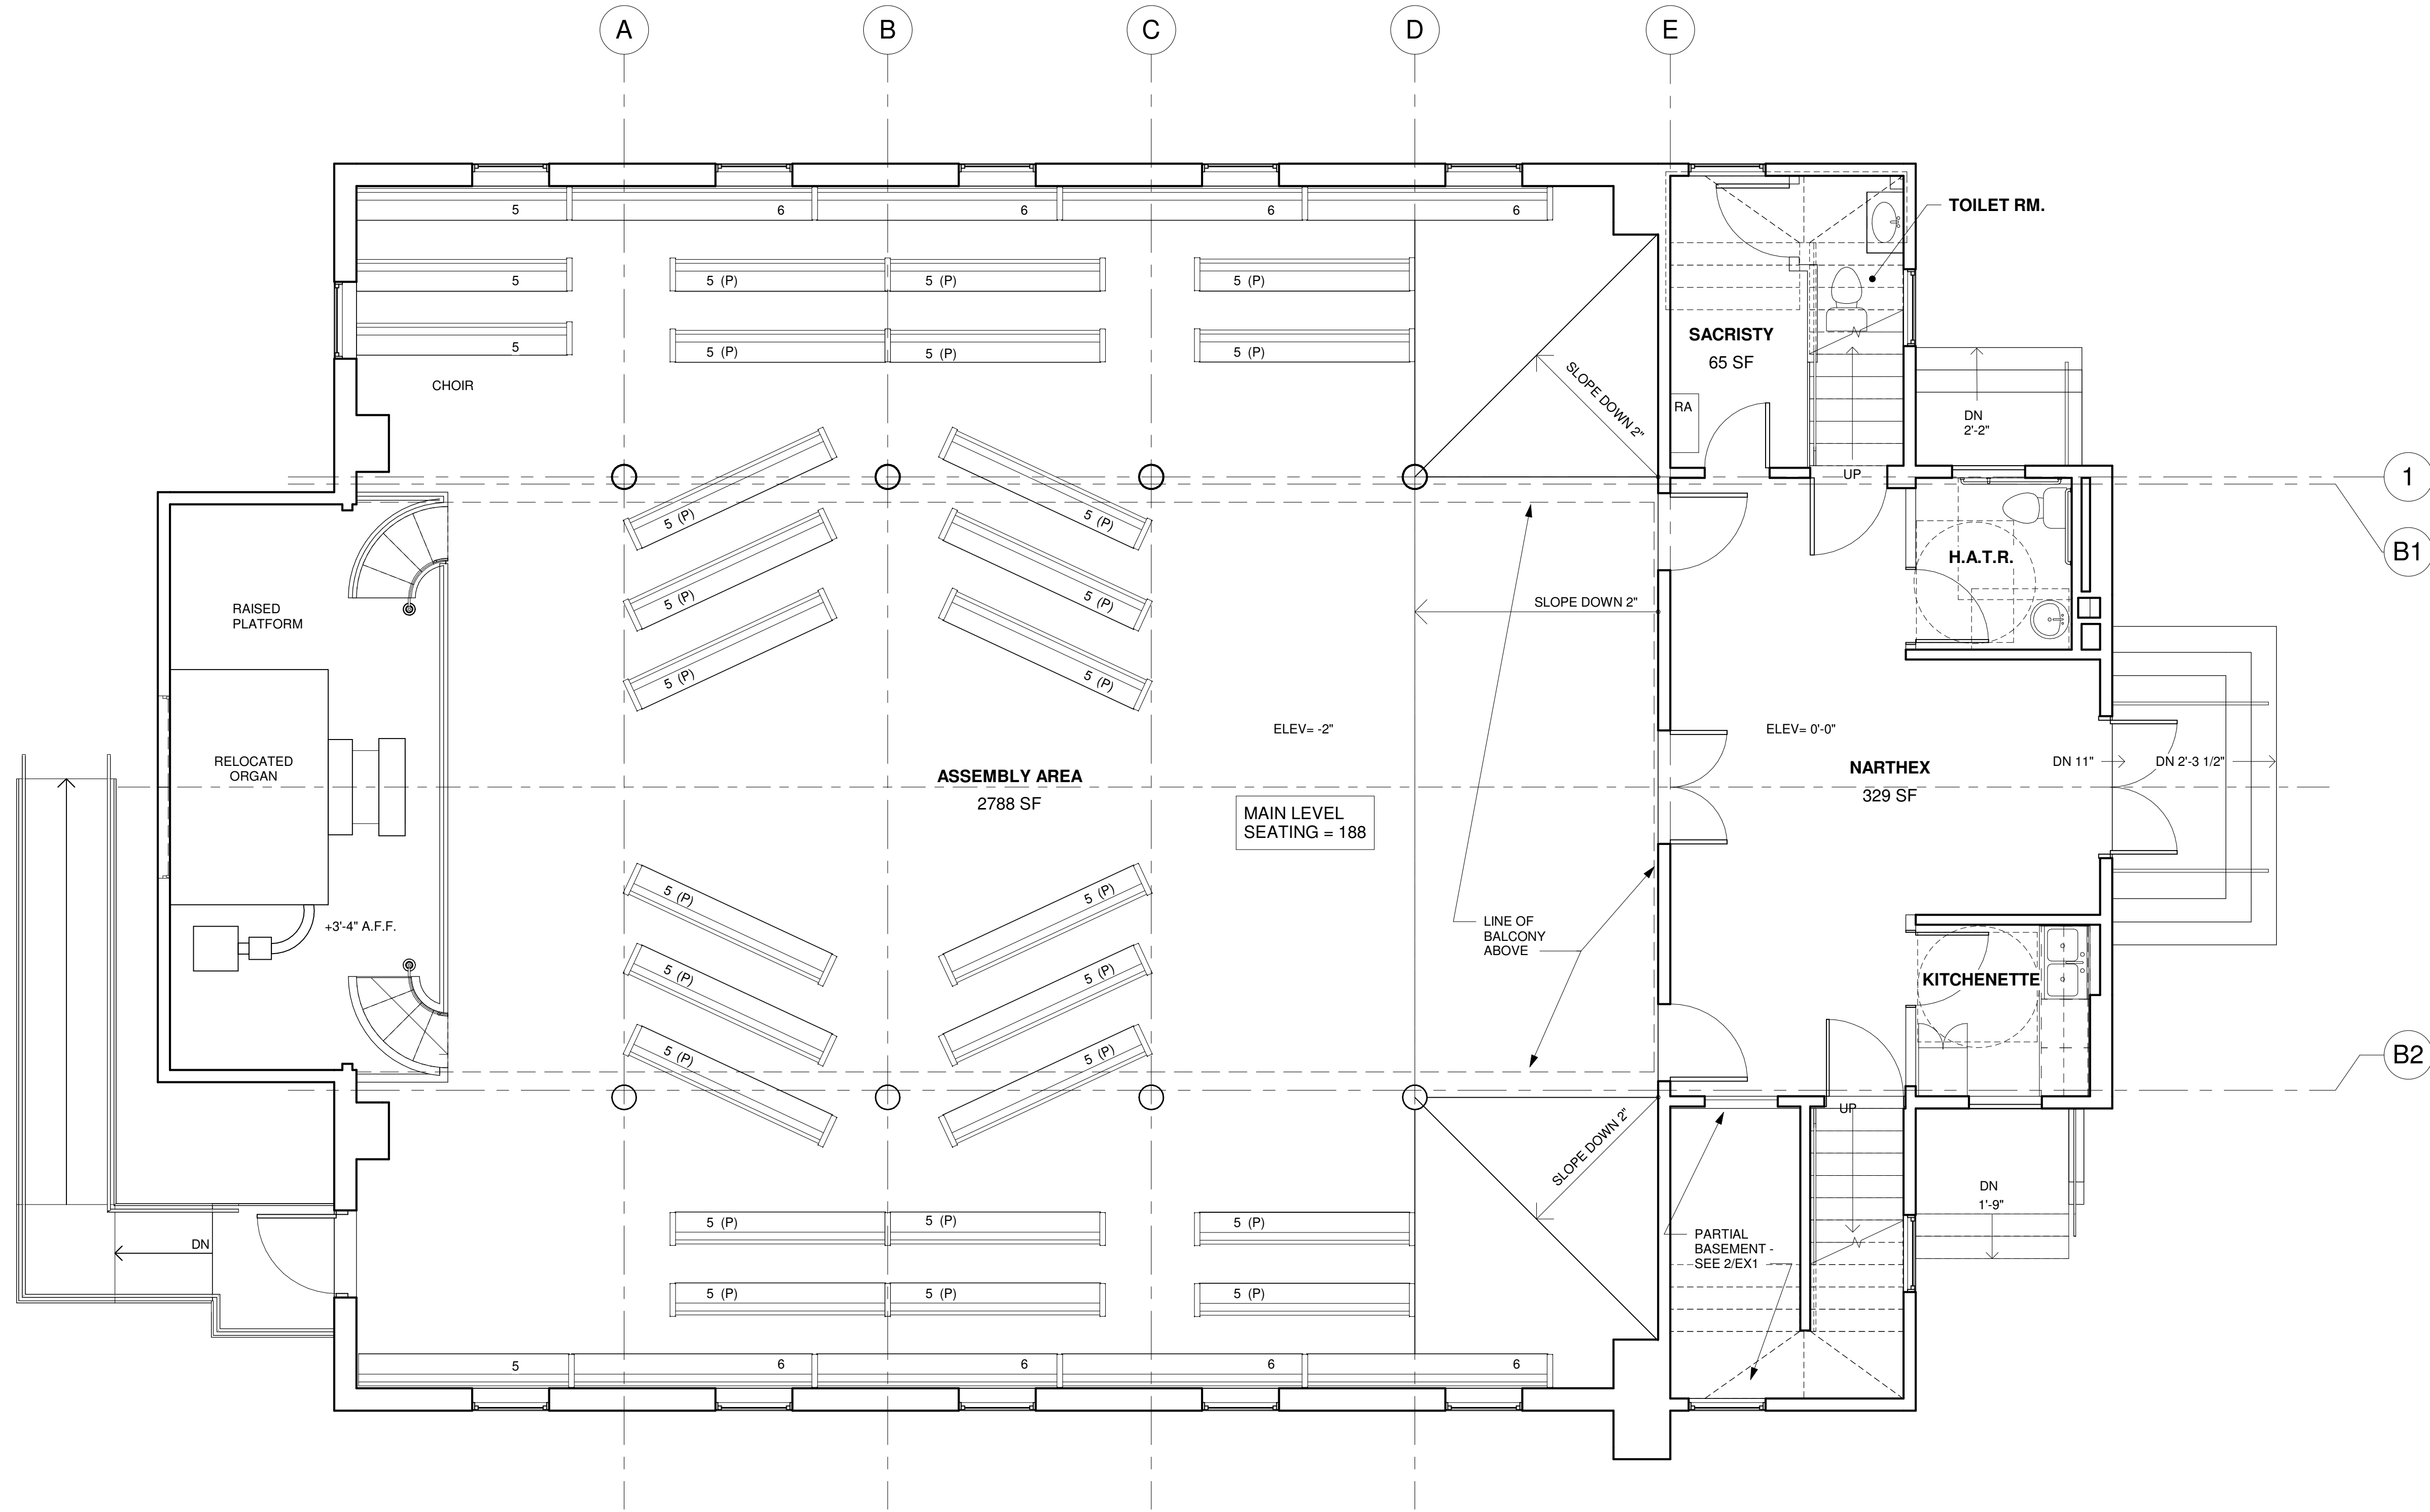 A
B
C
D
E
5
6
6
6
6
TOILET RM.
5
5 (P)
5 (P)
5 (P)
5
5 (P)
5 (P)
5 (P)
SACRISTY
65 SF
CHOIR
SLOPE DOWN 2"
RA
DN
2'-2"
UP
1
5 (P)
5 (P)
B1
H.A.T.R.
5 (P)
5 (P)
RAISED
PLATFORM
SLOPE DOWN 2"
5 (P)
5 (P)
ELEV= -2"
ELEV= 0'-0"
RELOCATED
ORGAN
ASSEMBLY AREA
2788 SF
NARTHEX
329 SF
DN 11"
DN 2'-3 1/2"
MAIN LEVEL
SEATING = 188
5 (P)
5 (P)
+3'-4" A.F.F.
LINE OF
BALCONY
ABOVE
5 (P)
5 (P)
KITCHENETTE
5 (P)
5 (P)
B2
UP
SLOPE DOWN 2"
DN
1'-9"
5 (P)
5 (P)
5 (P)
DN
PARTIAL
BASEMENT -
SEE 2/EX1
5 (P)
5 (P)
5 (P)
5
6
6
6
6